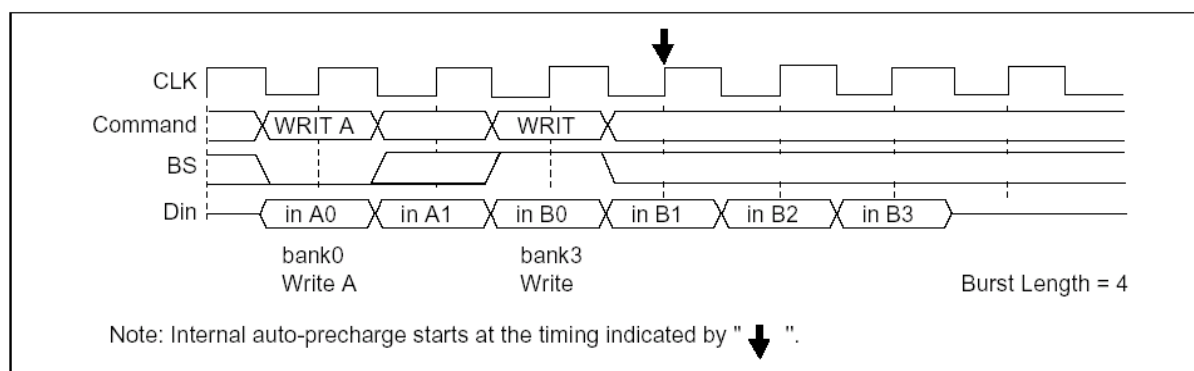 CLK
Command WRIT A WRIT
BS
Din in A0 in A1 in B0 in B1 in B2 in B3
bank0 bank3
Write A Write Burst Length = 4
Note: Internal auto-precharge starts at the timing indicated by " ".